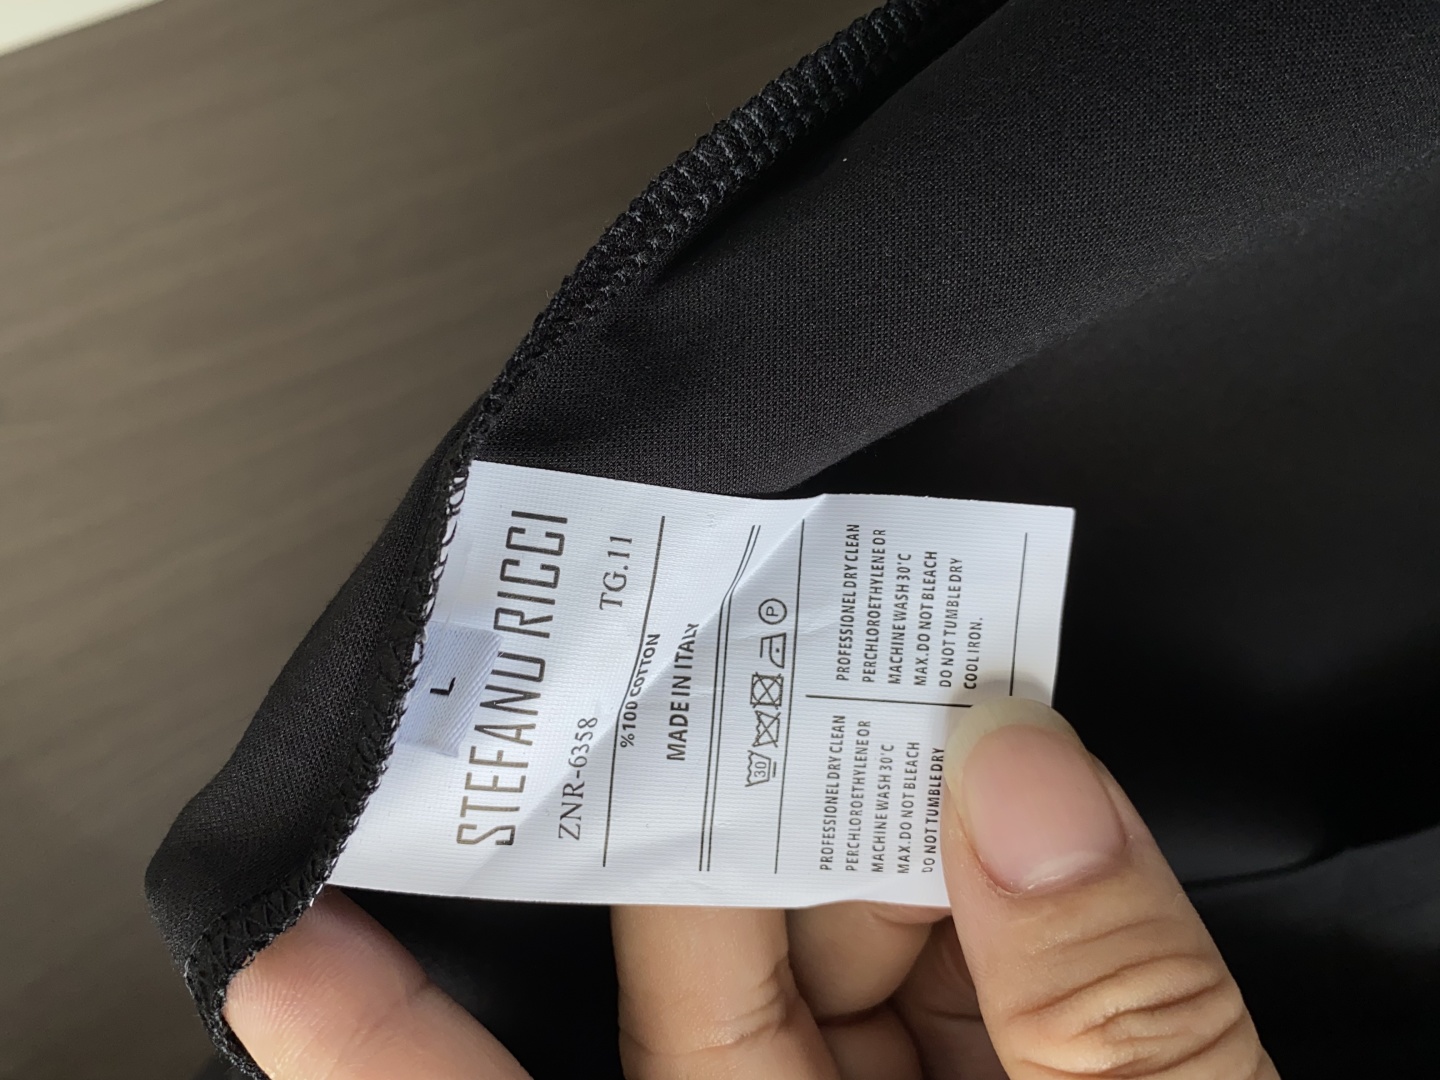 L
STEFANO RICCI
ZNR-6358 TG.11
%100 COTTON
MADE IN ITALY
30 P
PROFESSIONEL DRY CLEAN
PERCHLOROETHYLENE OR
MACHINE WASH 30°C
MAX. DO NOT BLEACH
DO NOT TUMBLE DRY
PROFESSIONEL DRY CLEAN
PERCHLOROETHYLENE OR
MACHINE WASH 30°C
MAX. DO NOT BLEACH
DO NOT TUMBLE DRY
COOL IRON.